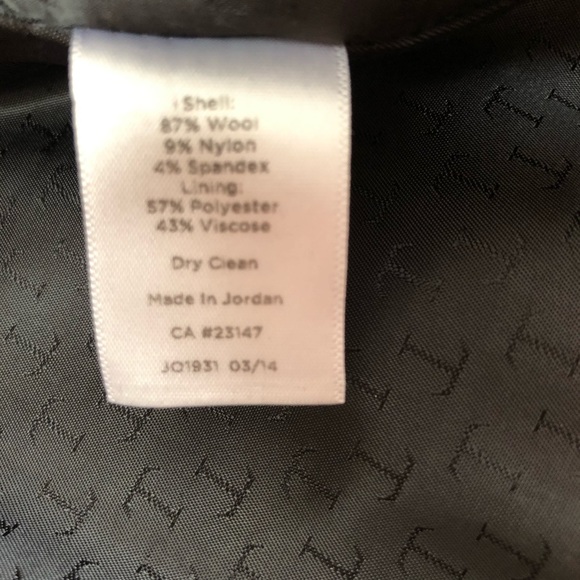 Shell:
87% Wool
9% Nylon
4% Spandex
Lining:
57% Polyester
43% Viscose
Dry Clean
Made In Jordan
CA #23147
JO1931 03/14